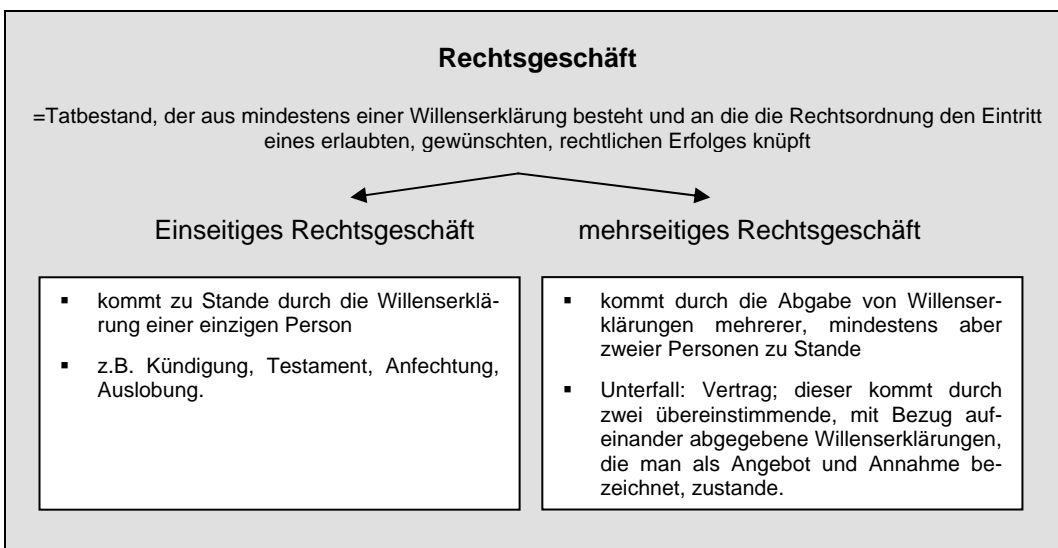 Rechtsgeschäft
=Tatbestand, der aus mindestens einer Willenserklärung besteht und an die die Rechtsordnung den Eintritt
eines erlaubten, gewünschten, rechtlichen Erfolges knüpft
Einseitiges Rechtsgeschäft
mehrseitiges Rechtsgeschäft
▪ kommt zu Stande durch die Willenserklä-
rung einer einzigen Person
▪ z.B. Kündigung, Testament, Anfechtung,
Auslobung.
▪ kommt durch die Abgabe von Willenser-
klärungen mehrerer, mindestens aber
zweier Personen zu Stande
▪ Unterfall: Vertrag; dieser kommt durch
zwei übereinstimmende, mit Bezug auf-
einander abgegebene Willenserklärungen,
die man als Angebot und Annahme be-
zeichnet, zustande.